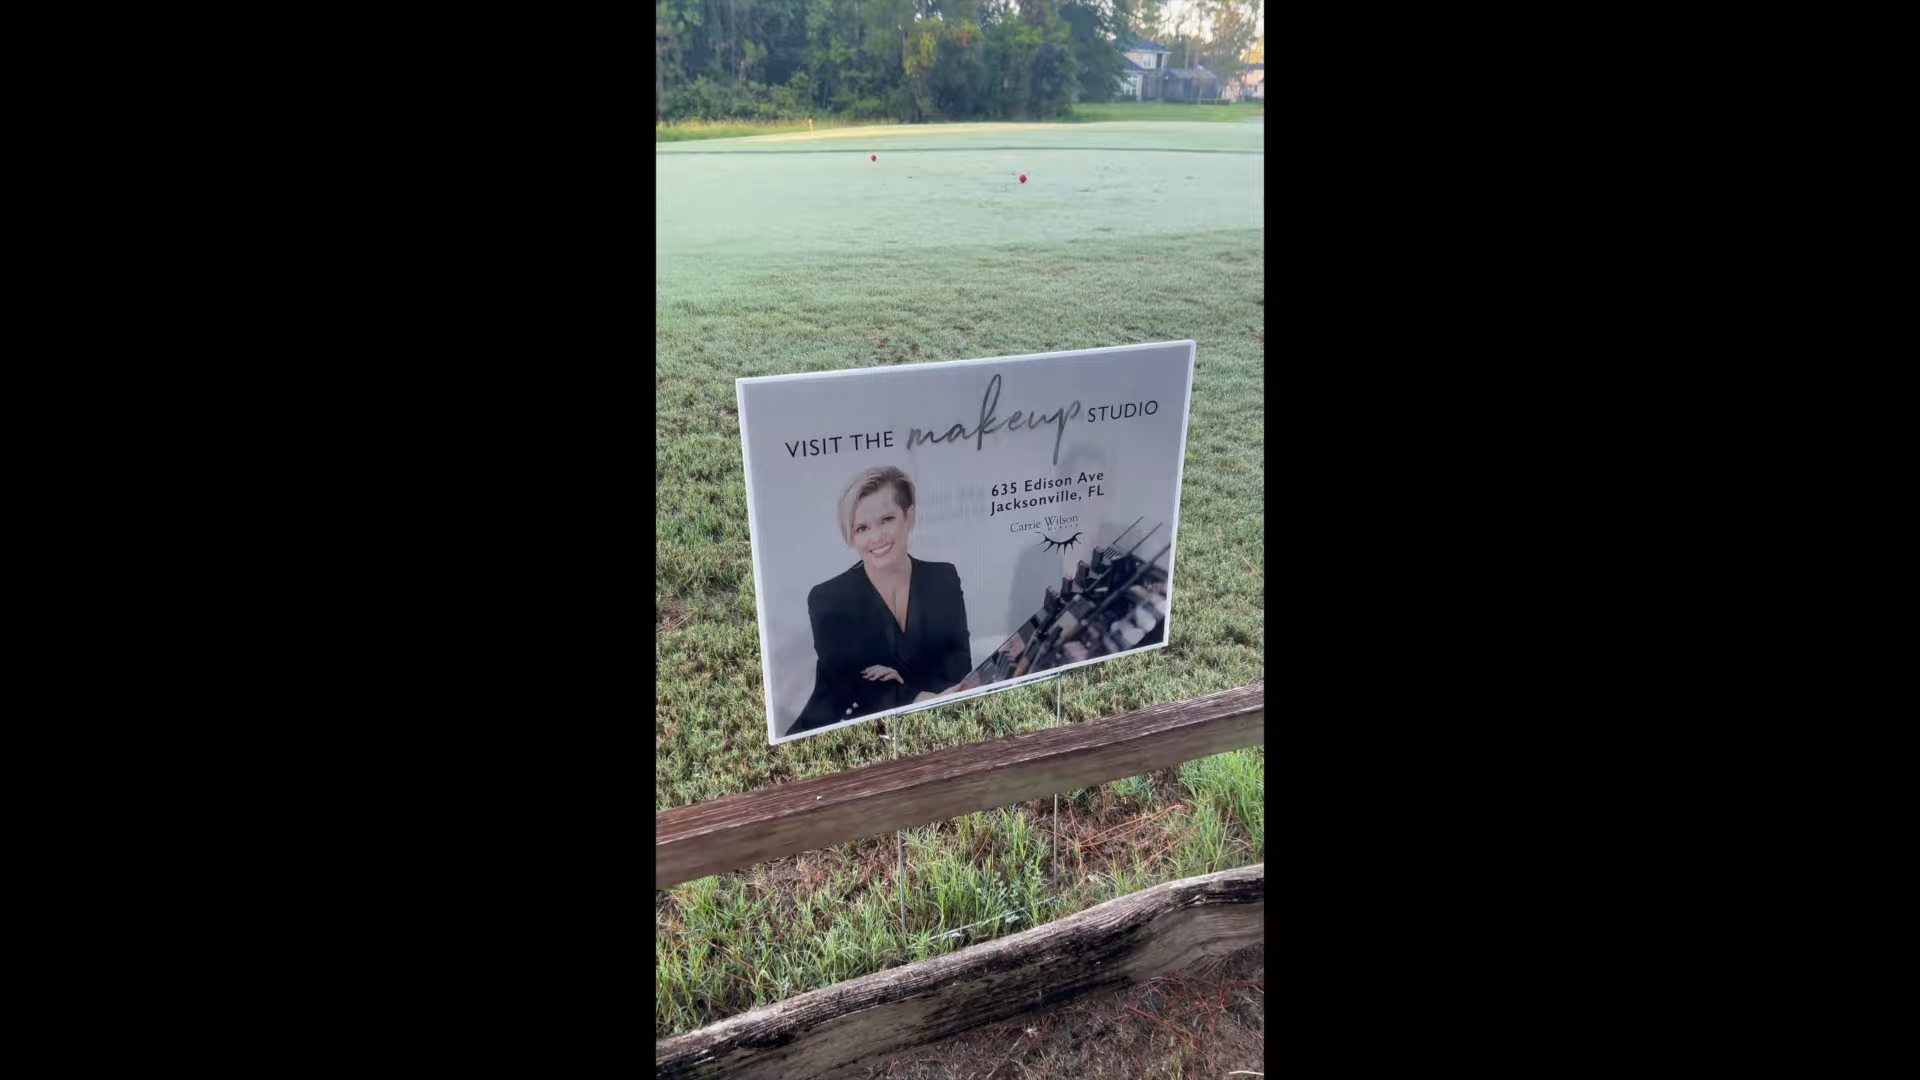 VISIT THE makeup STUDIO
635 Edison Ave
Jacksonville, FL
Carrie Wilson